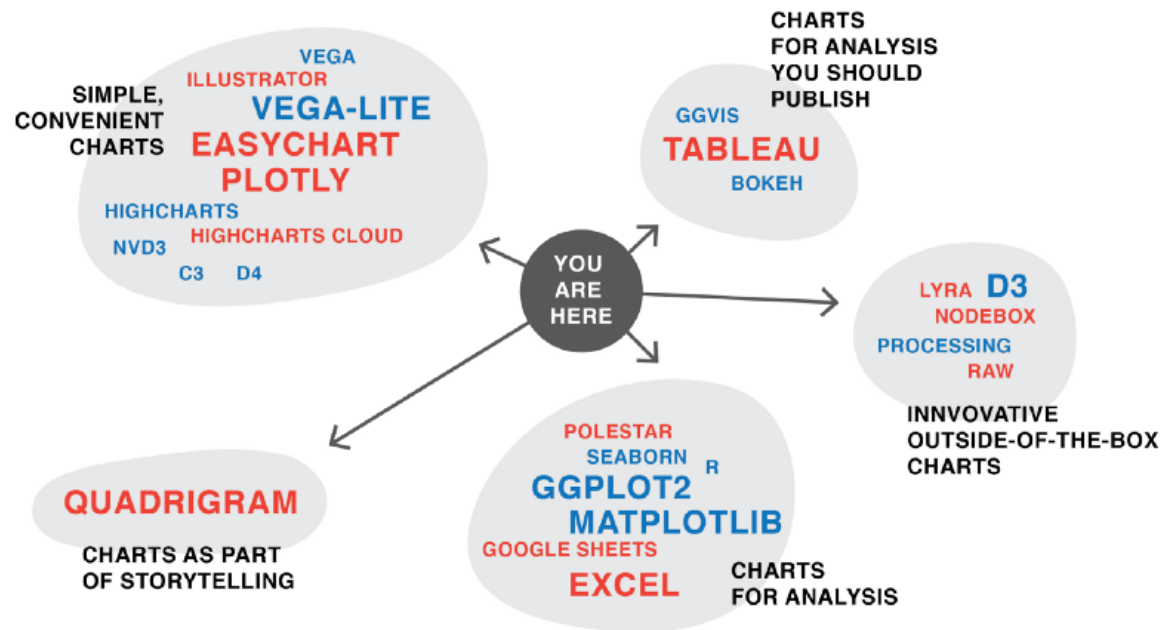 SIMPLE,
CONVENIENT
CHARTS
VEGA
ILLUSTRATOR
VEGA-LITE
EASYCHART
PLOTLY
HIGHCHARTS
HIGHCHARTS CLOUD
NVD3
C3
D4
CHARTS
FOR ANALYSIS
YOU SHOULD
PUBLISH
GGVIS
TABLEAU
BOKEH
YOU
ARE
HERE
LYRA
D3
NODEBOX
PROCESSING
RAW
INNVOVATIVE
OUTSIDE-OF-THE-BOX
CHARTS
QUADRIGRAM
CHARTS AS PART
OF STORYTELLING
POLESTAR
SEABORN
R
GGPLOT2
MATPLOTLIB
GOOGLE SHEETS
EXCEL
CHARTS
FOR ANALYSIS